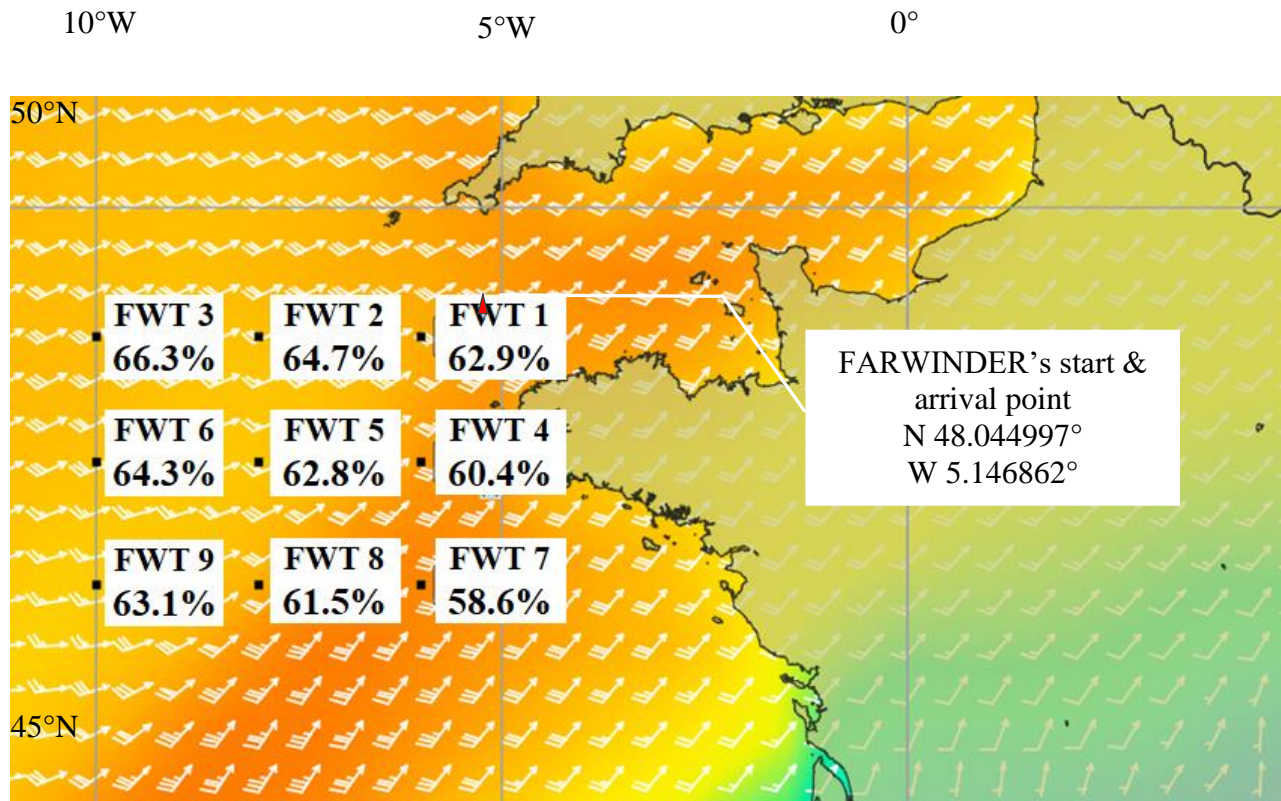 10°W
5°W
0°
50°N
FWT 3
66.3%
FWT 2
64.7%
FWT 1
62.9%
FARWINDER’s start &
arrival point
N 48.044997°
W 5.146862°
FWT 6
64.3%
FWT 5
62.8%
FWT 4
60.4%
FWT 9
63.1%
FWT 8
61.5%
FWT 7
58.6%
45°N